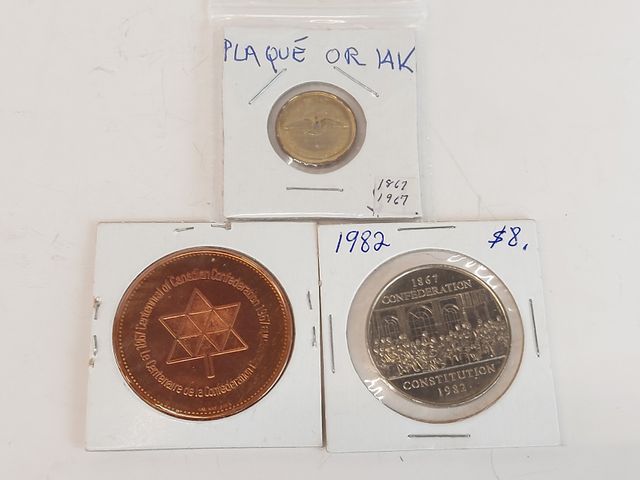 PLAQUÉ OR 14K
1867
1967
1867 Centennial of Canadian Confederation 1967
Le Centenaire de la Confédération
1982 $8.
1867
CONFEDERATION
CONSTITUTION
1982